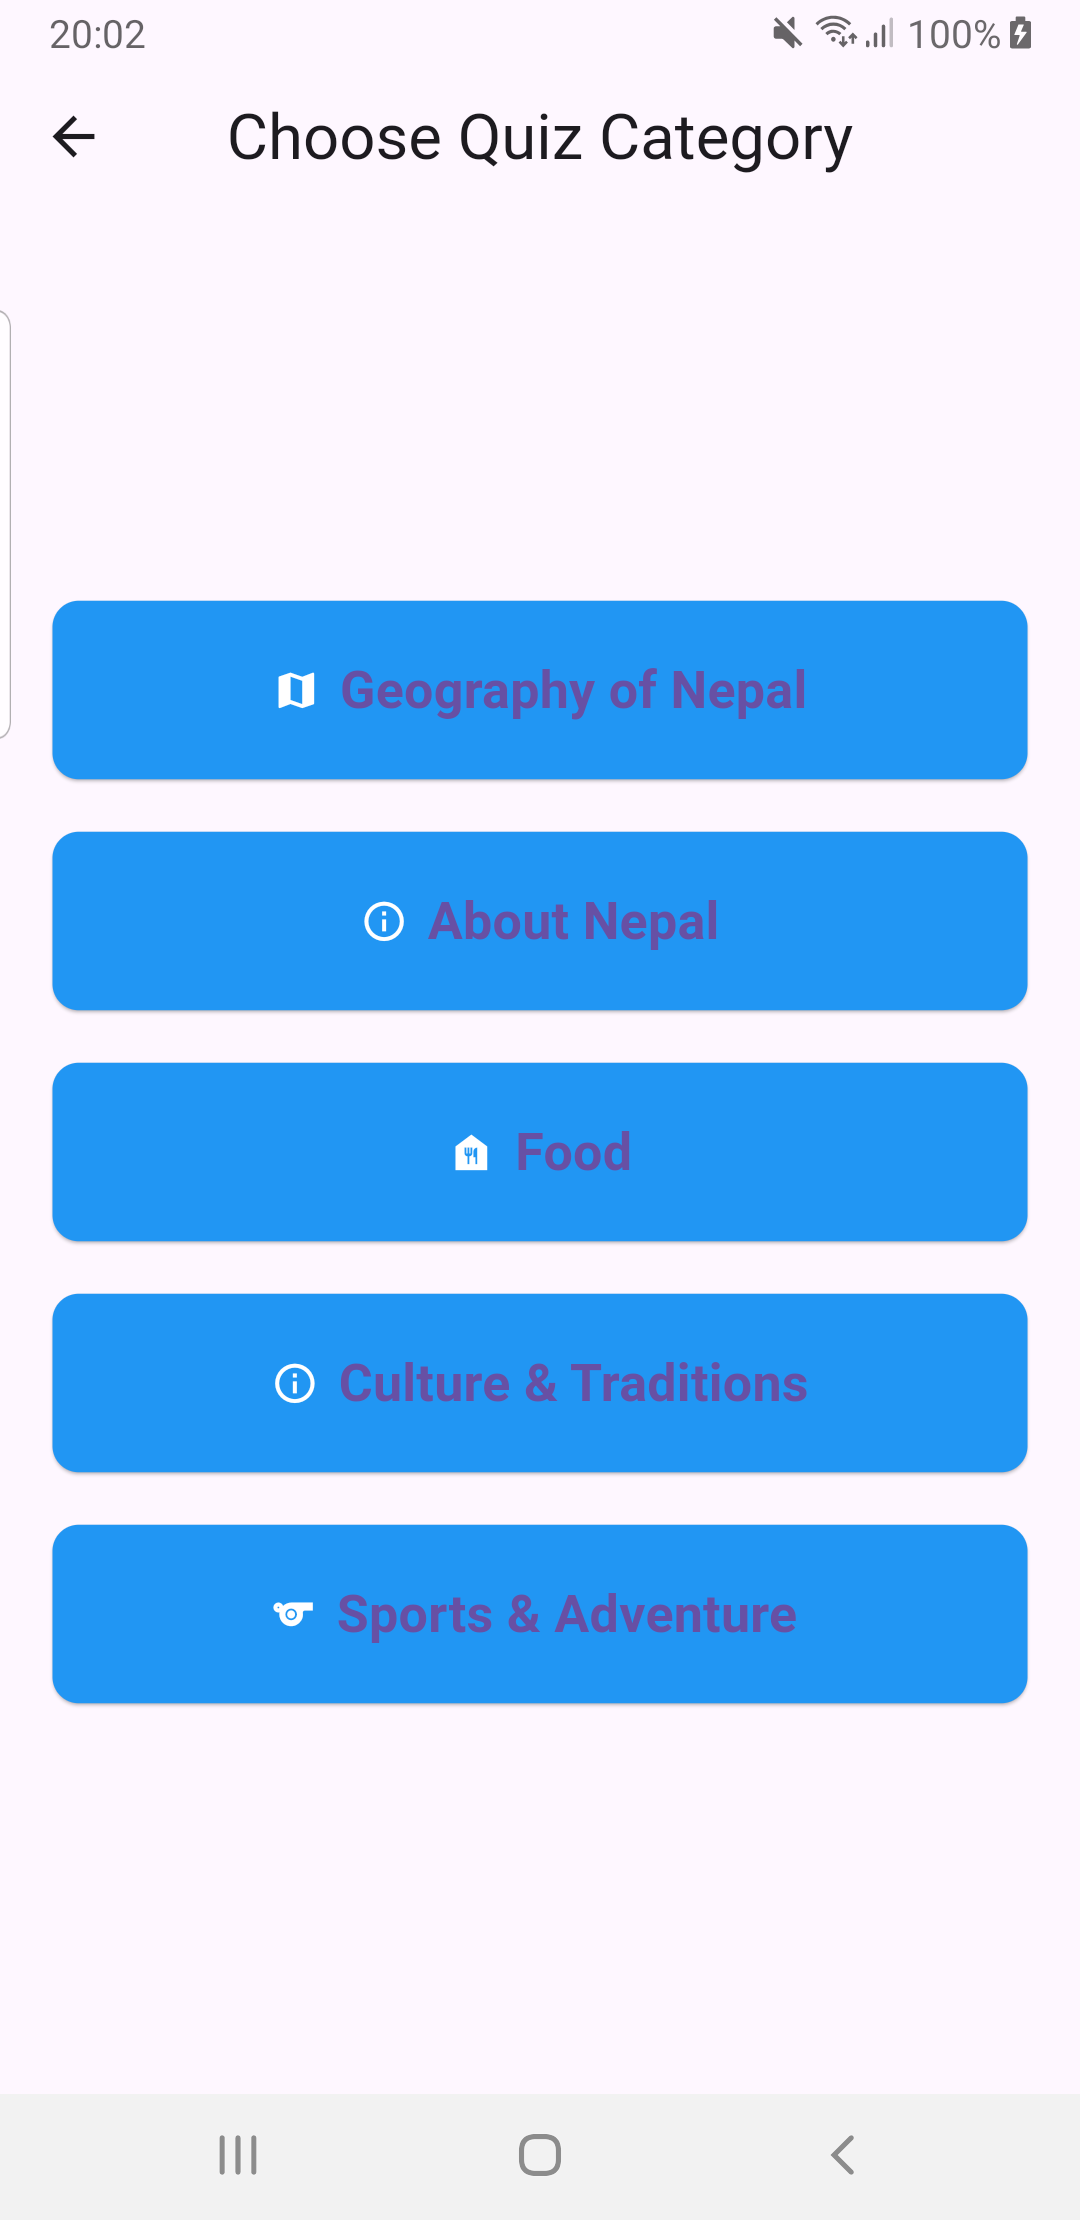 20:02 100%
Choose Quiz Category
Geography of Nepal
About Nepal
Food
Culture & Traditions
Sports & Adventure